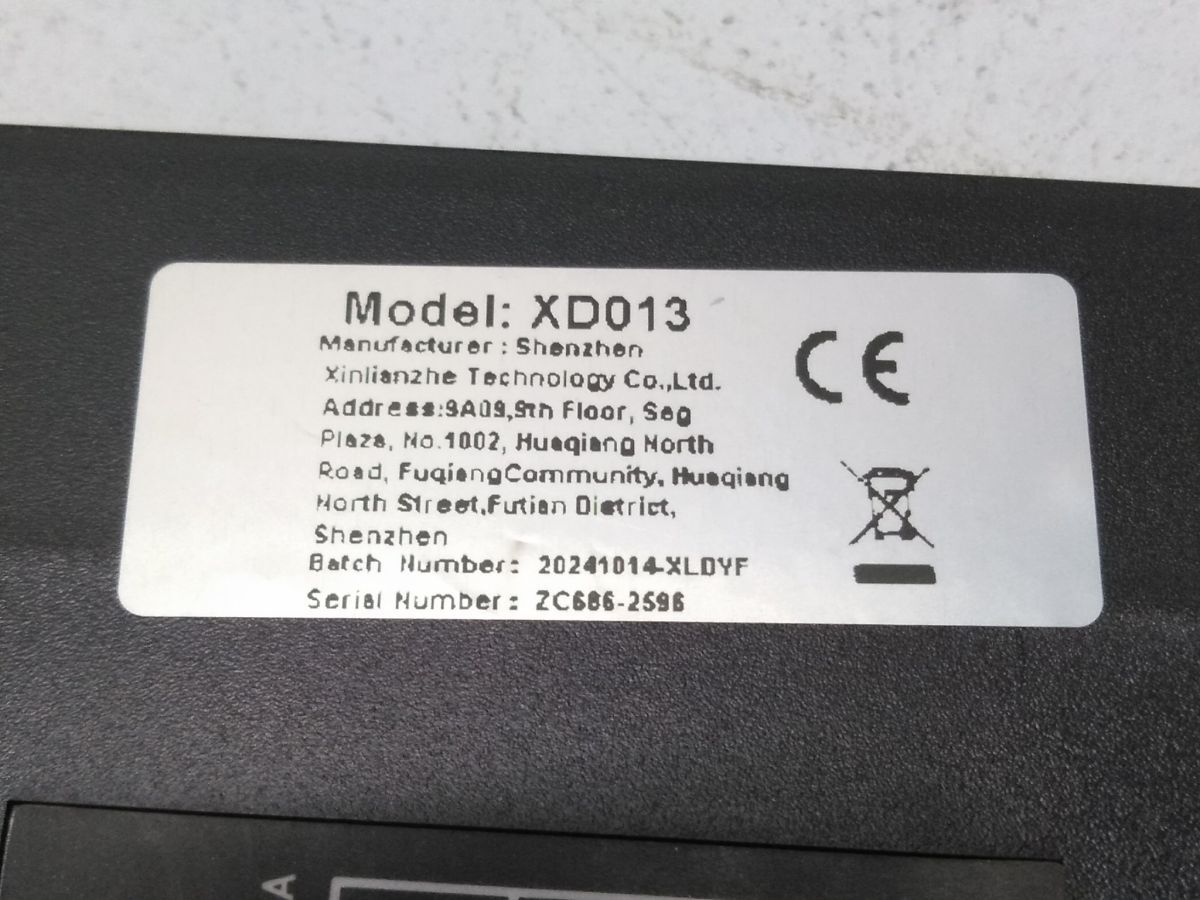 Model: XD013
Manufacturer : Shenzhen
Xinlianzhe Technology Co.,Ltd.
Address:9A09,9th Floor, Seg
Plaza, No.1002, Huaqiang North
Road, FuqiangCommunity, Huaqiang
North Street,Futian District,
Shenzhen
Batch Number: 20241014-XLDYF
Serial Number: ZC686-2596
CE
A